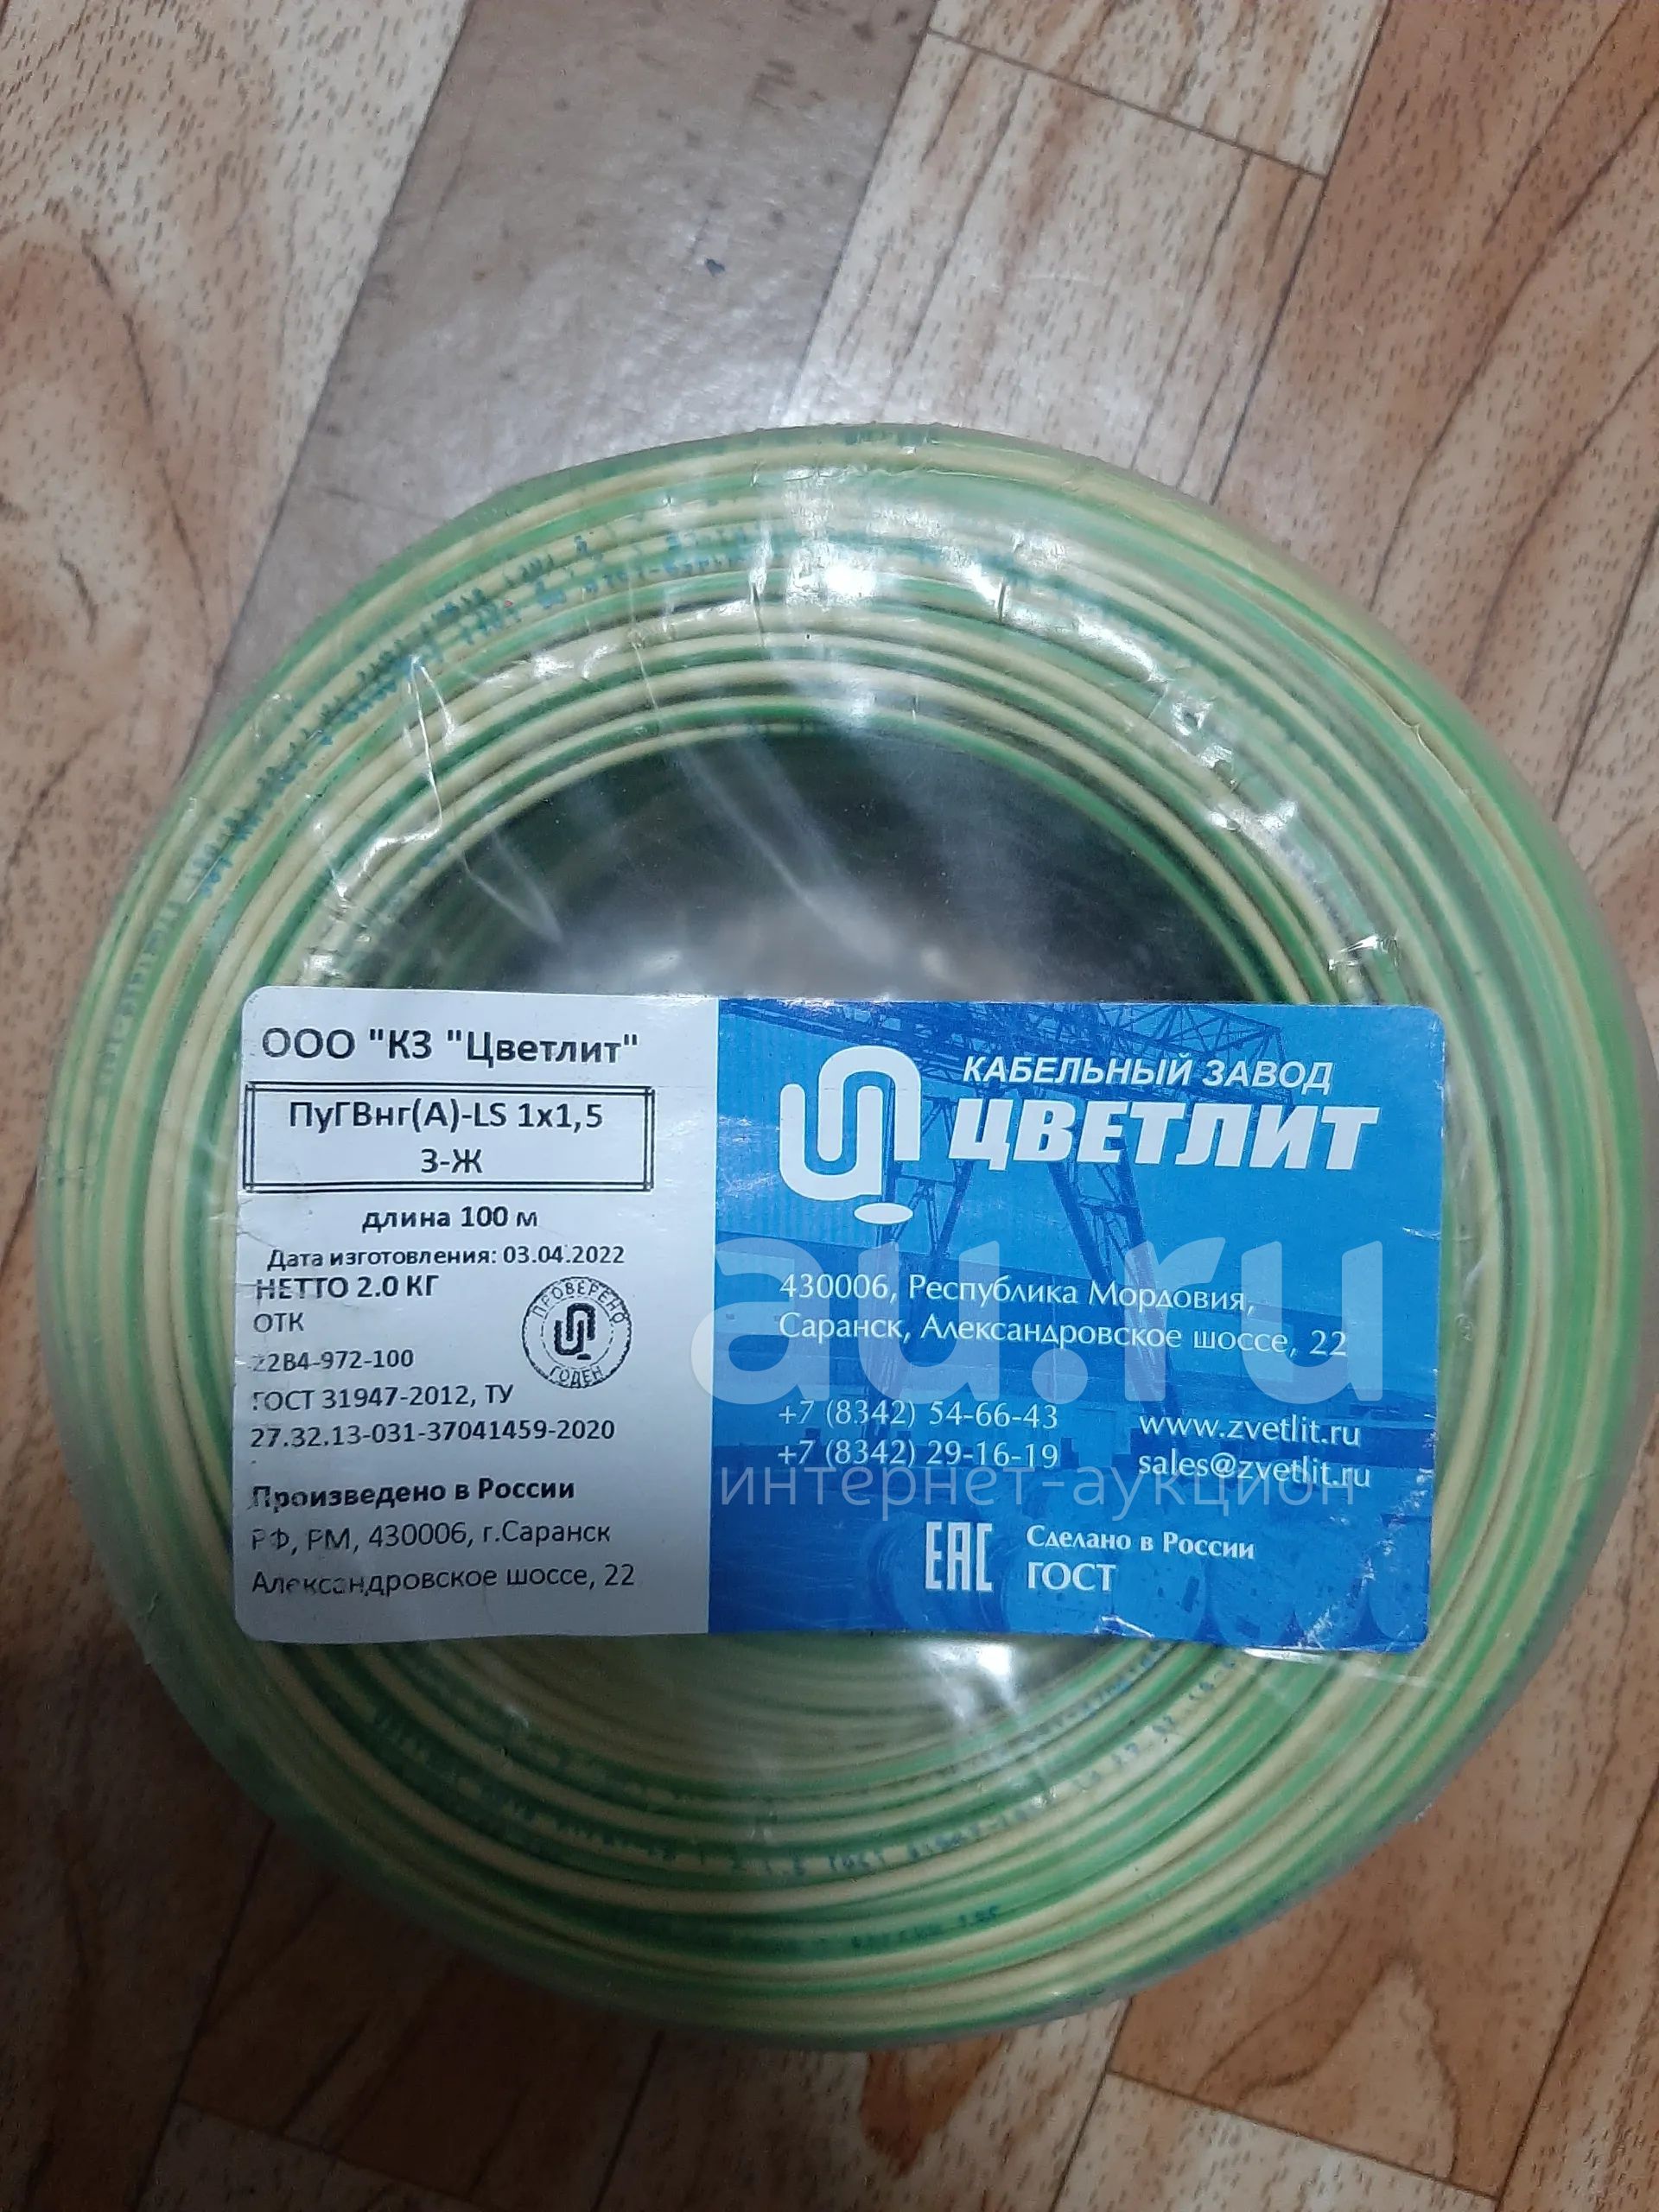 ООО "КЗ "Цветлит"
ПуГВнг(А)-LS 1х1,5
З-Ж
длина 100 м
Дата изготовления: 03.04.2022
НЕТТО 2.0 КГ
ОТК
22В4-972-100
ГОСТ 31947-2012, ТУ
27.32.13-031-37041459-2020
Произведено в России
РФ, РМ, 430006, г.Саранск
Александровское шоссе, 22
ПРОВЕРЕНО
ГОДЕН
КАБЕЛЬНЫЙ ЗАВОД
ЦВЕТЛИТ
430006, Республика Мордовия,
Саранск, Александровское шоссе, 22
+7 (8342) 54-66-43
+7 (8342) 29-16-19
www.zvetlit.ru
sales@zvetlit.ru
EAC
Сделано в России
ГОСТ
au.ru
интернет-аукцион